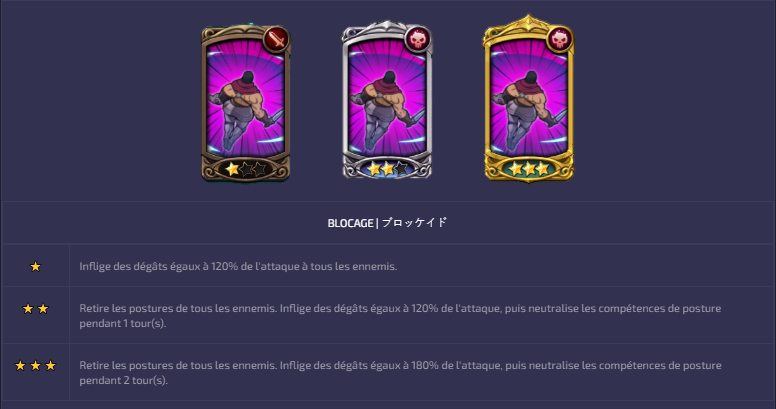 BLOCAGE | ブロッケイド
Inflige des dégâts égaux à 120% de l'attaque à tous les ennemis.
Retire les postures de tous les ennemis. Inflige des dégâts égaux à 120% de l'attaque, puis neutralise les compétences de posture
pendant 1 tour(s).
Retire les postures de tous les ennemis. Inflige des dégâts égaux à 180% de l'attaque, puis neutralise les compétences de posture
pendant 2 tour(s).